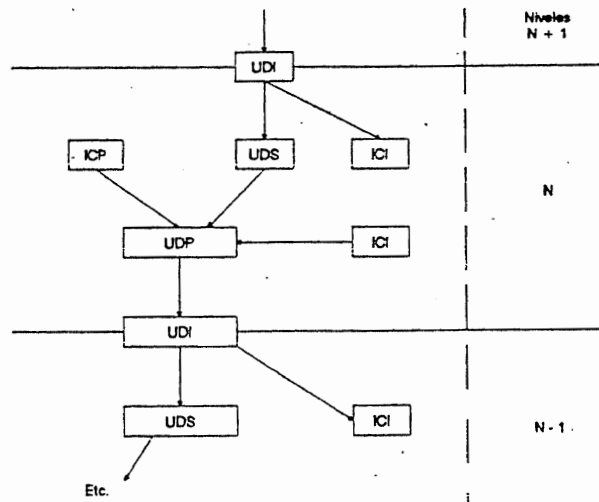 Niveles
N + 1
UDI
ICP
UDS
ICI
N
UDP
ICI
UDI
UDS
ICI
N - 1
Etc.